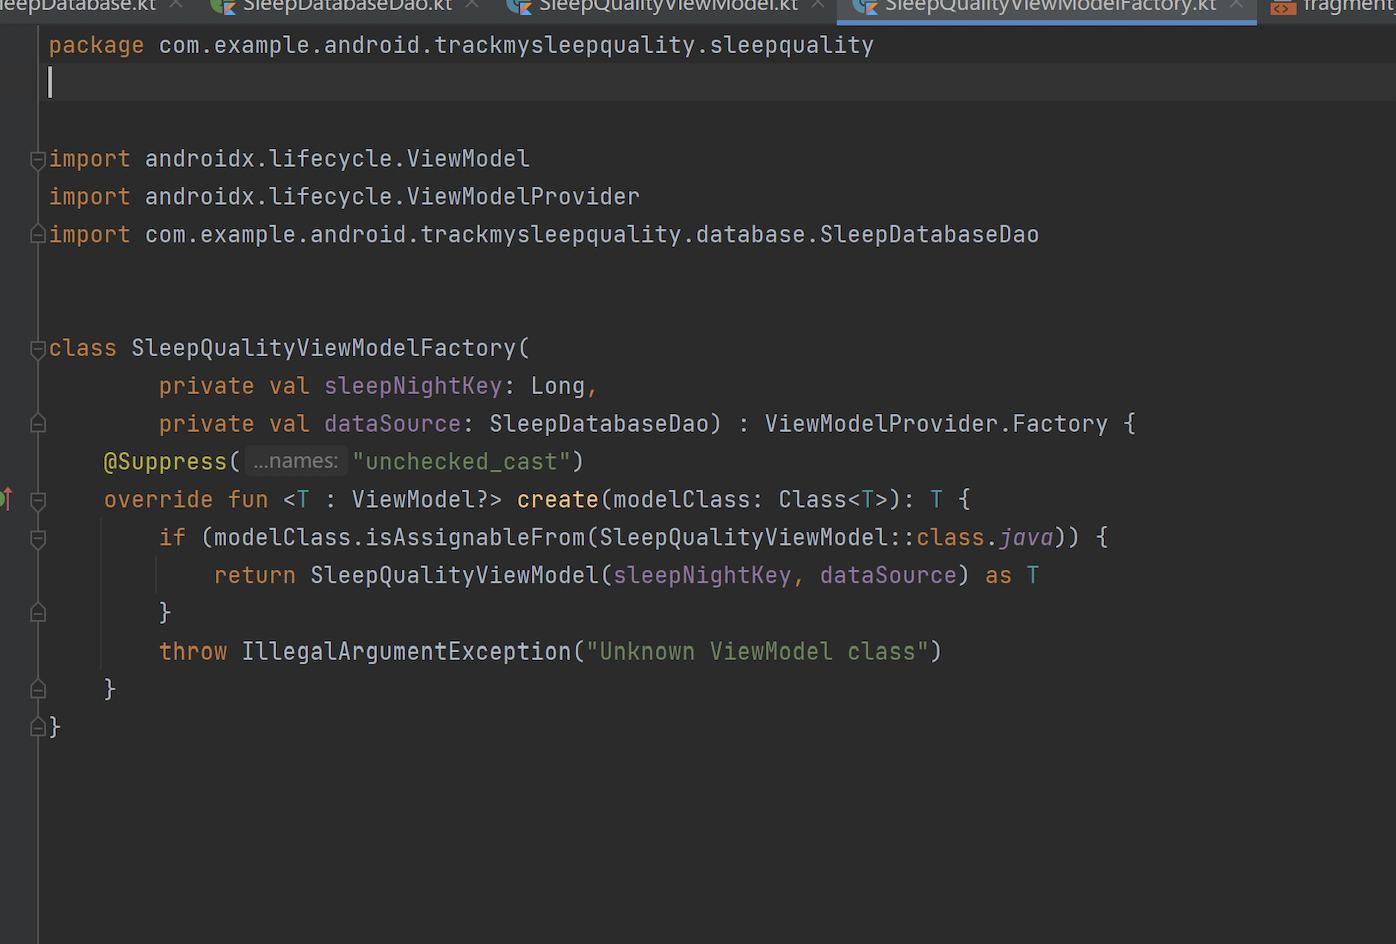 leepDatabase.kt SleepDatabaseDao.kt SleepQualityViewModel.kt SleepQualityViewModelFactory.kt fragment
package com.example.android.trackmysleepquality.sleepquality
import androidx.lifecycle.ViewModel
import androidx.lifecycle.ViewModelProvider
import com.example.android.trackmysleepquality.database.SleepDatabaseDao
class SleepQualityViewModelFactory(
private val sleepNightKey: Long,
private val dataSource: SleepDatabaseDao) : ViewModelProvider.Factory {
@Suppress( ...names: "unchecked_cast")
override fun <T : ViewModel?> create(modelClass: Class<T>): T {
if (modelClass.isAssignableFrom(SleepQualityViewModel::class.java)) {
return SleepQualityViewModel(sleepNightKey, dataSource) as T
}
throw IllegalArgumentException("Unknown ViewModel class")
}
}